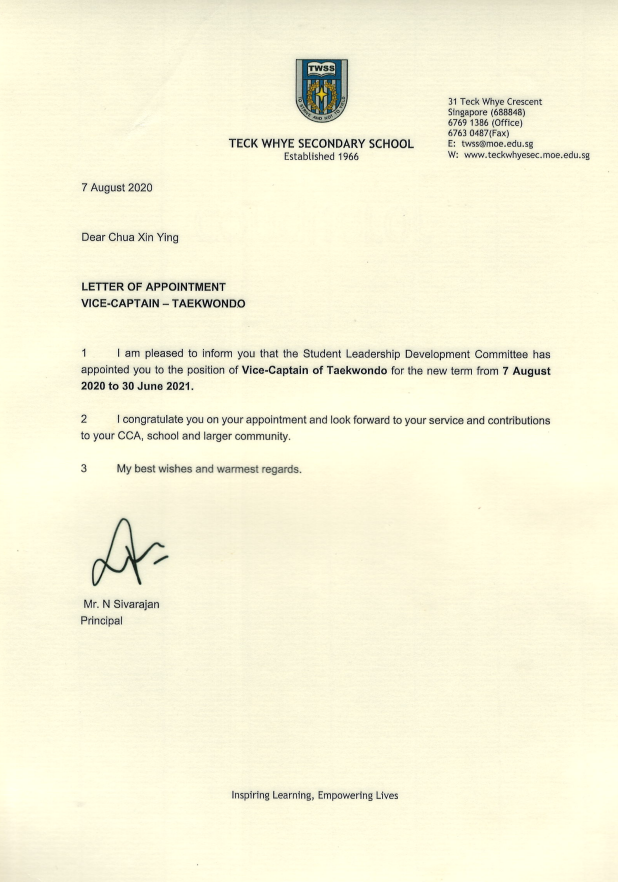 TWSS
TO STRIVE AND NOT TO YIELD
TECK WHYE SECONDARY SCHOOL
Established 1966
31 Teck Whye Crescent
Singapore (688848)
6769 1386 (Office)
6763 0487(Fax)
E: twss@moe.edu.sg
W: www.teckwhyesec.moe.edu.sg
7 August 2020
Dear Chua Xin Ying
LETTER OF APPOINTMENT
VICE-CAPTAIN – TAEKWONDO
1 I am pleased to inform you that the Student Leadership Development Committee has
appointed you to the position of Vice-Captain of Taekwondo for the new term from 7 August
2020 to 30 June 2021.
2 I congratulate you on your appointment and look forward to your service and contributions
to your CCA, school and larger community.
3 My best wishes and warmest regards.
Mr. N Sivarajan
Principal
Inspiring Learning, Empowering Lives